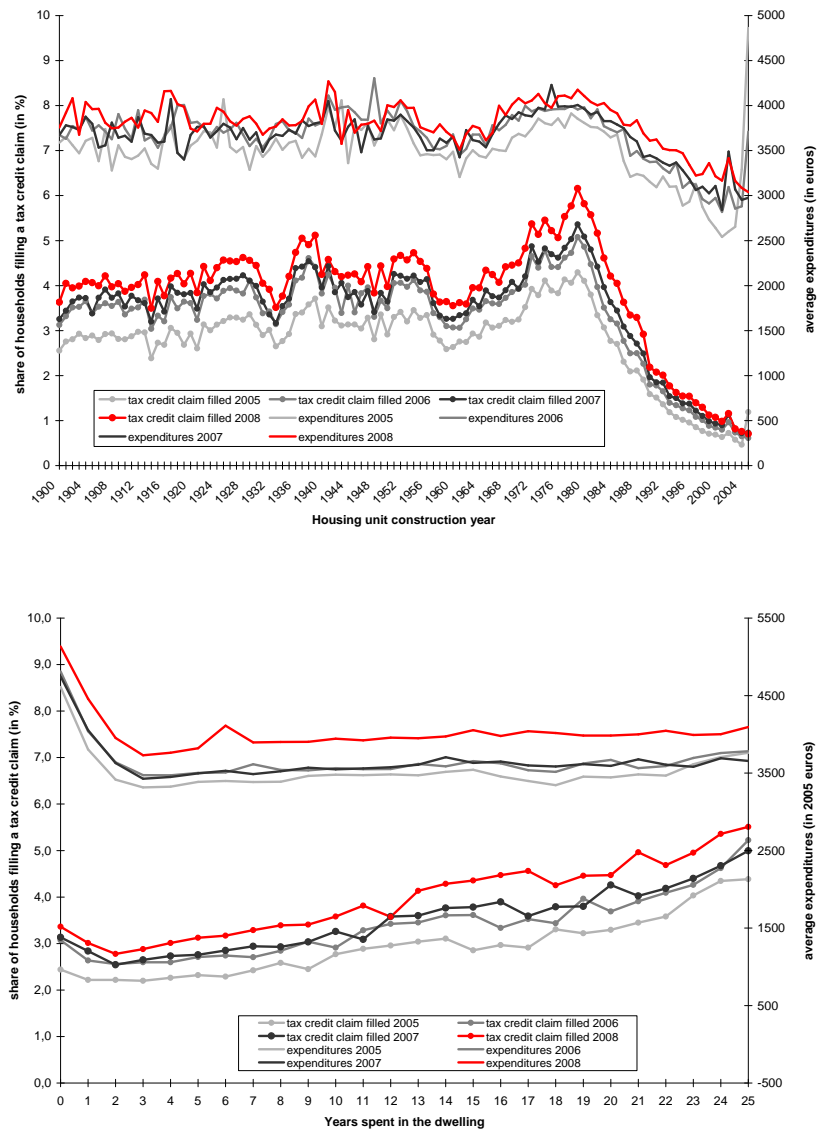 share of households filling a tax credit claim (in %)
10
9
8
7
6
5
4
3
2
1
0
5000
4500
4000
3500
3000
2500
2000
1500
1000
500
0
average expenditures (in euros)
tax credit claim filled 2005 tax credit claim filled 2006 tax credit claim filled 2007
tax credit claim filled 2008 expenditures 2005 expenditures 2006
expenditures 2007 expenditures 2008
1900 1904 1908 1912 1916 1920 1924 1928 1932 1936 1940 1944 1948 1952 1956 1960 1964 1968 1972 1976 1980 1984 1988 1992 1996 2000 2004
Housing unit construction year
share of households filling a tax credit claim (in %)
10,0
9,0
8,0
7,0
6,0
5,0
4,0
3,0
2,0
1,0
0,0
5500
4500
3500
2500
1500
500
-500
average expenditures (in 2005 euros)
tax credit claim filled 2005 tax credit claim filled 2006
tax credit claim filled 2007 tax credit claim filled 2008
expenditures 2005 expenditures 2006
expenditures 2007 expenditures 2008
0 1 2 3 4 5 6 7 8 9 10 11 12 13 14 15 16 17 18 19 20 21 22 23 24 25
Years spent in the dwelling